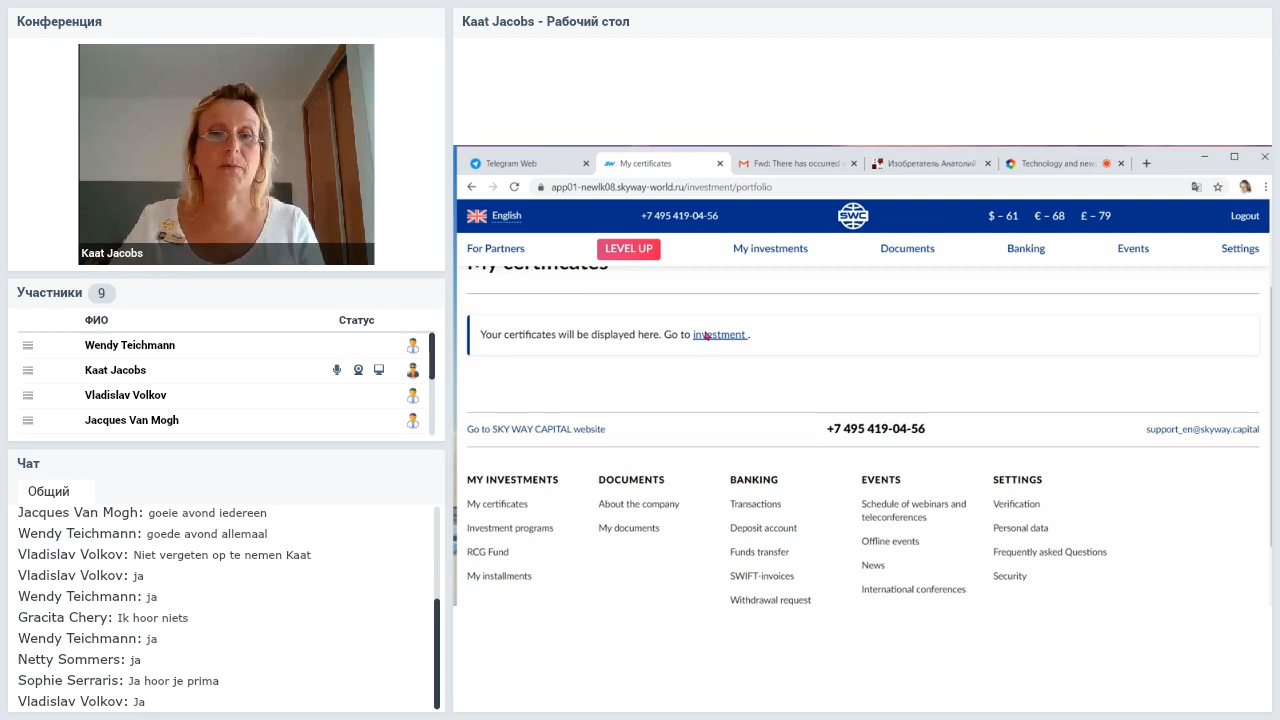 Конференция
Kaat Jacobs
Участники 9
ФИО Статус
Wendy Teichmann
Kaat Jacobs
Vladislav Volkov
Jacques Van Mogh
Чат
Общий
Jacques Van Mogh: goeie avond iedereen
Wendy Teichmann: goede avond allemaal
Vladislav Volkov: Niet vergeten op te nemen Kaat
Vladislav Volkov: ja
Wendy Teichmann: ja
Gracita Chery: Ik hoor niets
Wendy Teichmann: ja
Netty Sommers: ja
Sophie Serraris: Ja hoor je prima
Vladislav Volkov: Ja
Kaat Jacobs - Рабочий стол
Telegram Web
My certificates
Fwd: There has occurred
Изобретатель Анатолий
Technology and new
app01-newlk08.skyway-world.ru/investment/portfolio
English +7 495 419-04-56 SWC $ – 61 € – 68 £ – 79 Logout
For Partners LEVEL UP My investments Documents Banking Events Settings
My certificates
Your certificates will be displayed here. Go to investment .
Go to SKY WAY CAPITAL website +7 495 419-04-56 support_en@skyway.capital
MY INVESTMENTS
My certificates
Investment programs
RCG Fund
My installments
DOCUMENTS
About the company
My documents
BANKING
Transactions
Deposit account
Funds transfer
SWIFT-invoices
Withdrawal request
EVENTS
Schedule of webinars and
teleconferences
Offline events
News
International conferences
SETTINGS
Verification
Personal data
Frequently asked Questions
Security